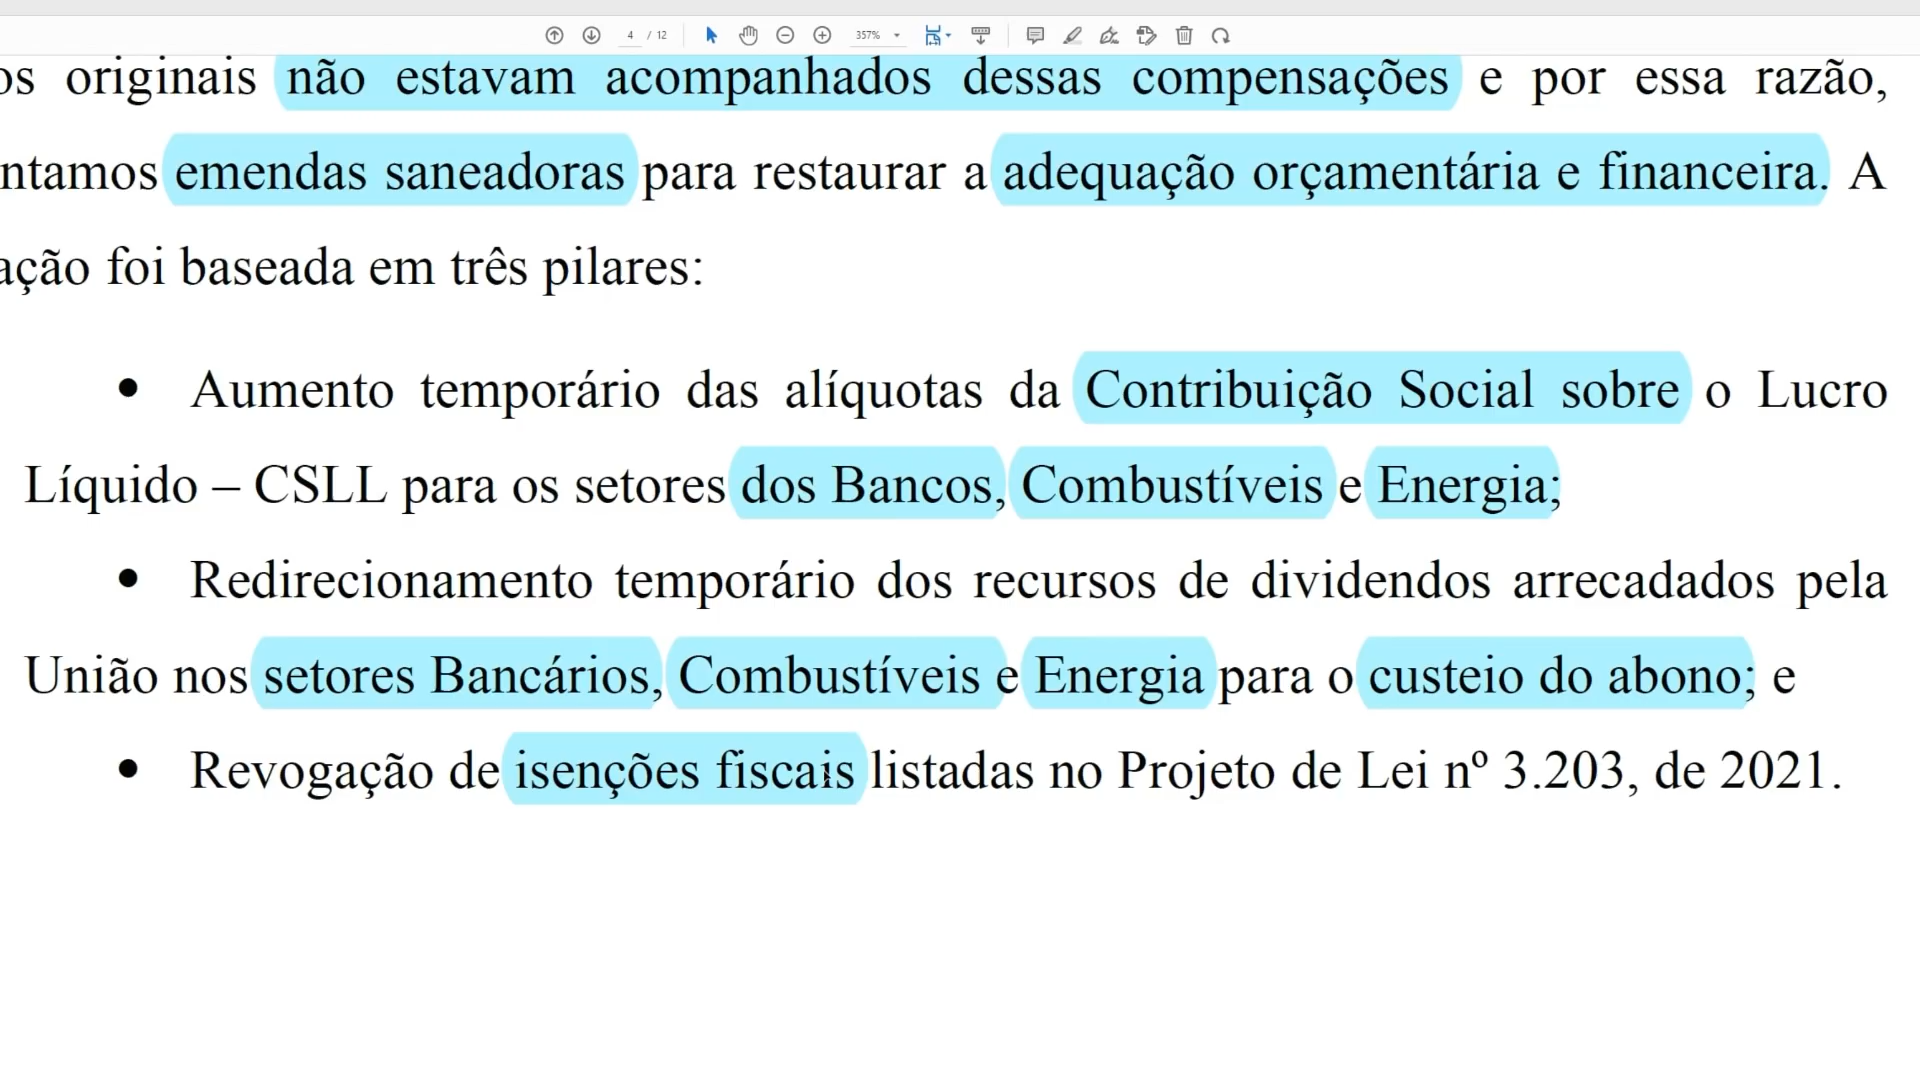 4 / 12 357%
os originais não estavam acompanhados dessas compensações e por essa razão,
ntamos emendas saneadoras para restaurar a adequação orçamentária e financeira. A
ação foi baseada em três pilares:
• Aumento temporário das alíquotas da Contribuição Social sobre o Lucro
Líquido – CSLL para os setores dos Bancos, Combustíveis e Energia;
• Redirecionamento temporário dos recursos de dividendos arrecadados pela
União nos setores Bancários, Combustíveis e Energia para o custeio do abono; e
• Revogação de isenções fiscais listadas no Projeto de Lei nº 3.203, de 2021.